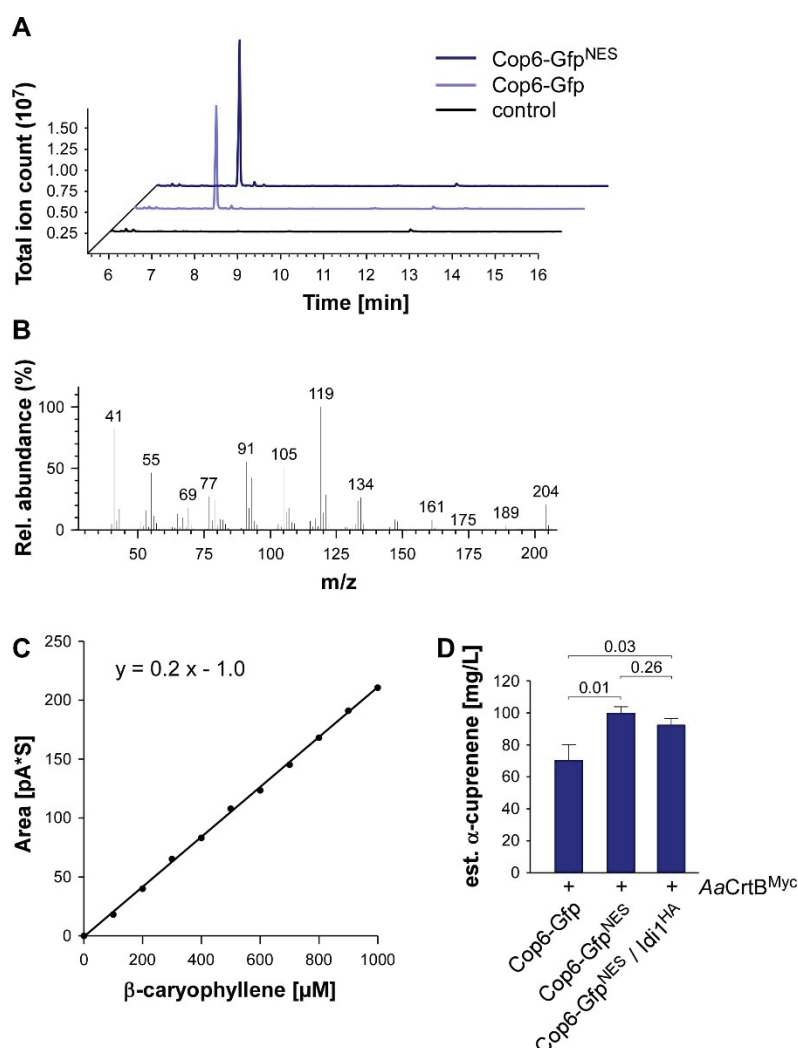 A
Cop6-Gfp^NES
Cop6-Gfp
control
Total ion count (10^7)
1.50
1.25
1.00
0.75
0.50
0.25
6 7 8 9 10 11 12 13 14 15 16
Time [min]
B
Rel. abundance (%)
100
50
0
41
55
69
77
91
105
119
134
161
175
189
204
50 75 100 125 150 175 200
m/z
C
y = 0.2 x - 1.0
Area [pA*S]
250
200
150
100
50
0
0 200 400 600 800 1000
β-caryophyllene [µM]
D
0.03
0.26
0.01
est. α-cuprenene [mg/L]
120
100
80
60
40
20
0
+ + + AaCrtB^Myc
Cop6-Gfp
Cop6-Gfp^NES
Cop6-Gfp^NES / Idi1^HA